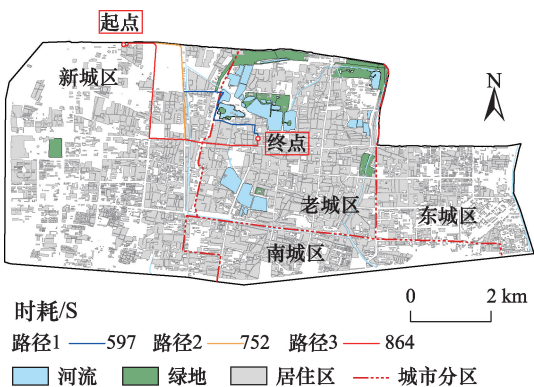 起点
新城区
N
终点
老城区
东城区
南城区
时耗/S
0 2 km
路径1 597 路径2 752 路径3 864
河流 绿地 居住区 城市分区